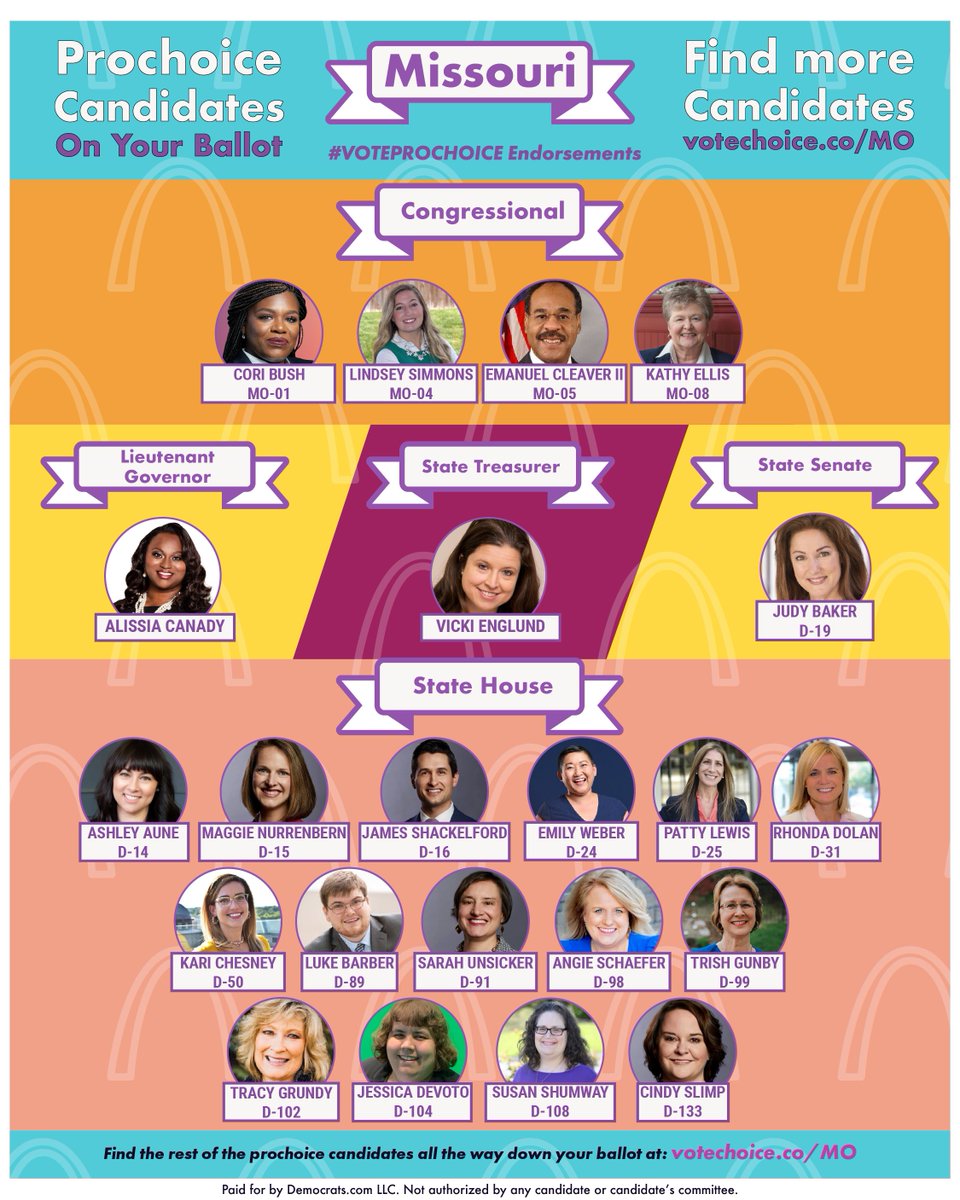 Prochoice
Candidates
On Your Ballot
Missouri
#VOTEPROCHOICE Endorsements
Find more
Candidates
votechoice.co/MO
Congressional
CORI BUSH
MO-01
LINDSEY SIMMONS
MO-04
EMANUEL CLEAVER II
MO-05
KATHY ELLIS
MO-08
Lieutenant
Governor
ALISSIA CANADY
State Treasurer
VICKI ENGLUND
State Senate
JUDY BAKER
D-19
State House
ASHLEY AUNE
D-14
MAGGIE NURRENBERN
D-15
JAMES SHACKELFORD
D-16
EMILY WEBER
D-24
PATTY LEWIS
D-25
RHONDA DOLAN
D-31
KARI CHESNEY
D-50
LUKE BARBER
D-89
SARAH UNSICKER
D-91
ANGIE SCHAEFER
D-98
TRISH GUNBY
D-99
TRACY GRUNDY
D-102
JESSICA DEVOTO
D-104
SUSAN SHUMWAY
D-108
CINDY SLIMP
D-133
Find the rest of the prochoice candidates all the way down your ballot at: votechoice.co/MO
Paid for by Democrats.com LLC. Not authorized by any candidate or candidate's committee.